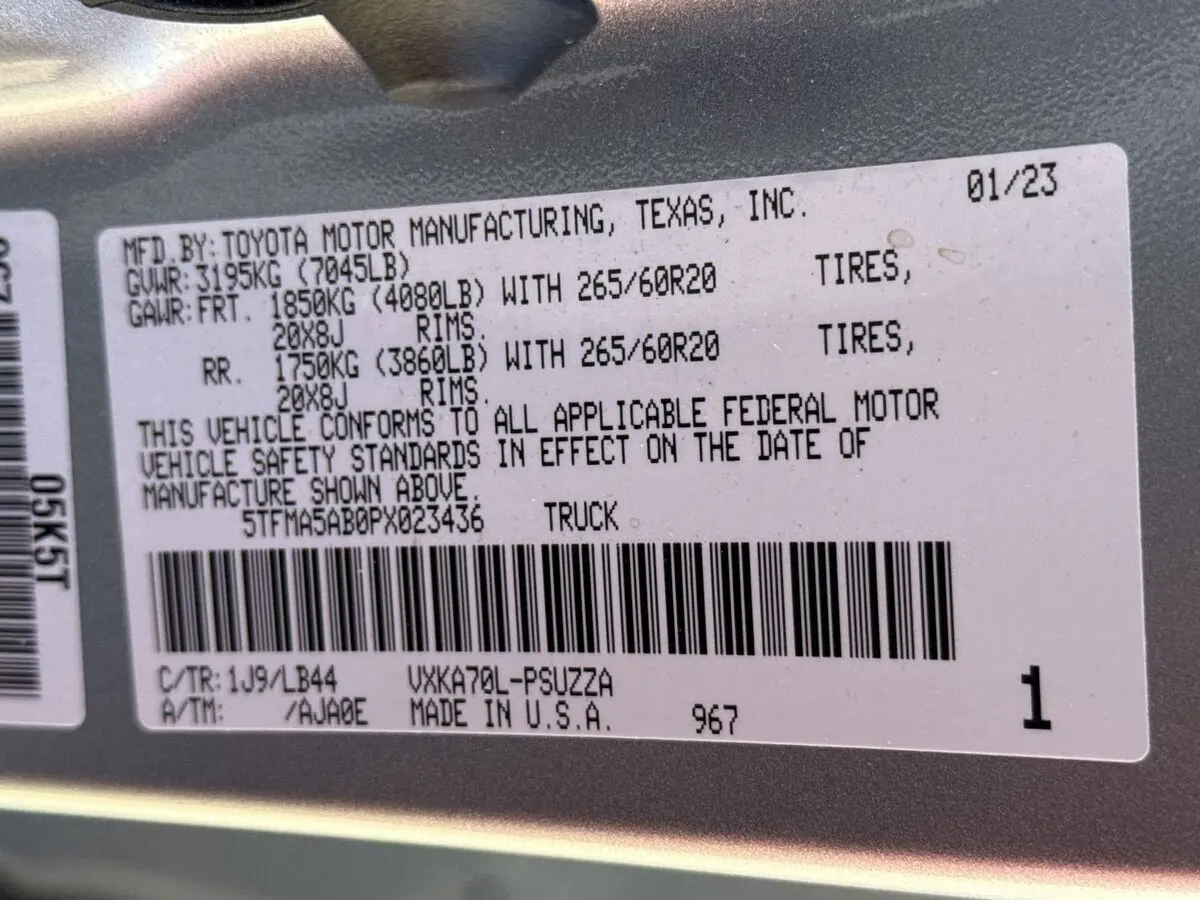 MFD.BY: TOYOTA MOTOR MANUFACTURING, TEXAS, INC. 01/23
GVWR: 3195KG (7045LB)
GAWR: FRT. 1850KG (4080LB) WITH 265/60R20 TIRES,
20X8J RIMS.
RR. 1750KG (3860LB) WITH 265/60R20 TIRES,
20X8J RIMS.
THIS VEHICLE CONFORMS TO ALL APPLICABLE FEDERAL MOTOR
VEHICLE SAFETY STANDARDS IN EFFECT ON THE DATE OF
MANUFACTURE SHOWN ABOVE.
5TFMA5AB0PX023436 TRUCK
C/TR: 1J9/LB44 VXKA70L-PSUZZA
A/TM: /AJA0E MADE IN U.S.A. 967 1
05K5T